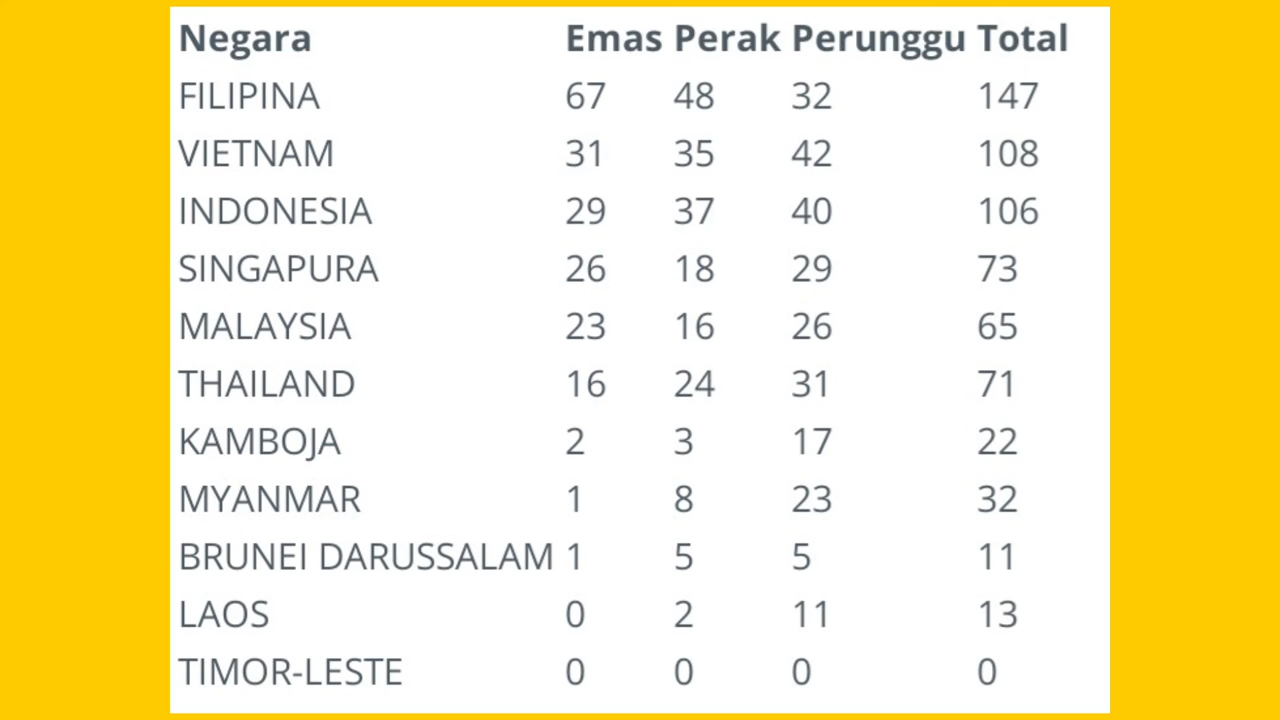 Negara Emas Perak Perunggu Total
FILIPINA 67 48 32 147
VIETNAM 31 35 42 108
INDONESIA 29 37 40 106
SINGAPURA 26 18 29 73
MALAYSIA 23 16 26 65
THAILAND 16 24 31 71
KAMBOJA 2 3 17 22
MYANMAR 1 8 23 32
BRUNEI DARUSSALAM 1 5 5 11
LAOS 0 2 11 13
TIMOR-LESTE 0 0 0 0